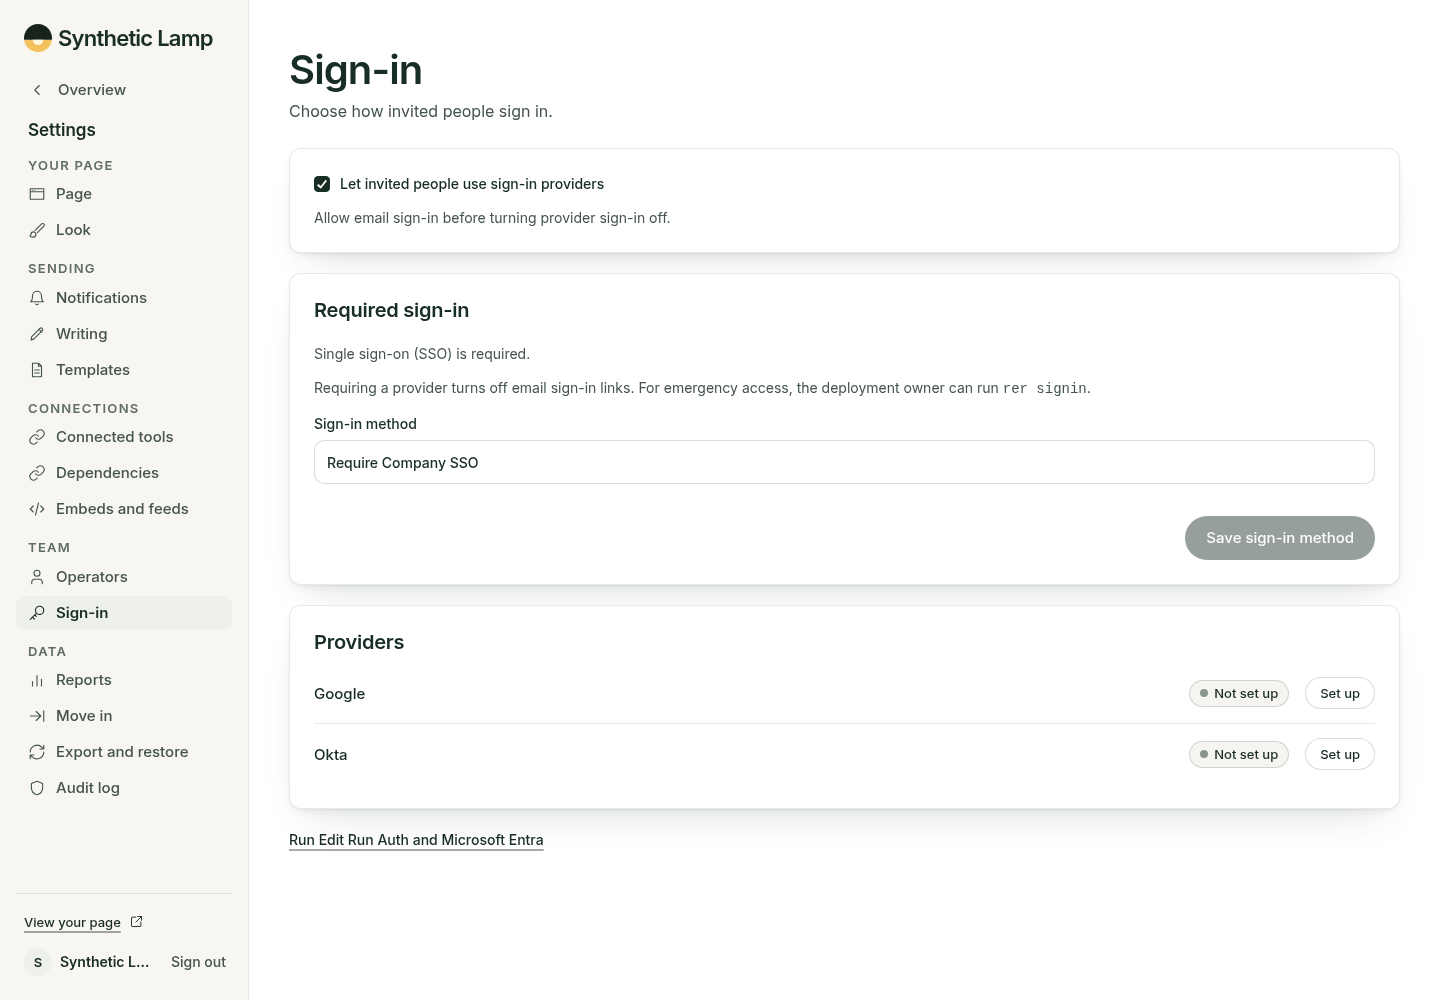 Synthetic Lamp
Overview
Settings
YOUR PAGE
Page
Look
SENDING
Notifications
Writing
Templates
CONNECTIONS
Connected tools
Dependencies
Embeds and feeds
TEAM
Operators
Sign-in
DATA
Reports
Move in
Export and restore
Audit log
View your page
S Synthetic L... Sign out
Sign-in
Choose how invited people sign in.
Let invited people use sign-in providers
Allow email sign-in before turning provider sign-in off.
Required sign-in
Single sign-on (SSO) is required.
Requiring a provider turns off email sign-in links. For emergency access, the deployment owner can run rer signin.
Sign-in method
Require Company SSO
Save sign-in method
Providers
Google Not set up Set up
Okta Not set up Set up
Run Edit Run Auth and Microsoft Entra